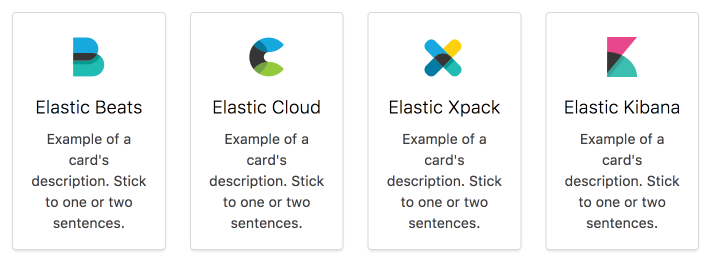 Elastic Beats
Example of a
card's
description. Stick
to one or two
sentences.
Elastic Cloud
Example of a
card's
description. Stick
to one or two
sentences.
Elastic Xpack
Example of a
card's
description. Stick
to one or two
sentences.
Elastic Kibana
Example of a
card's
description. Stick
to one or two
sentences.